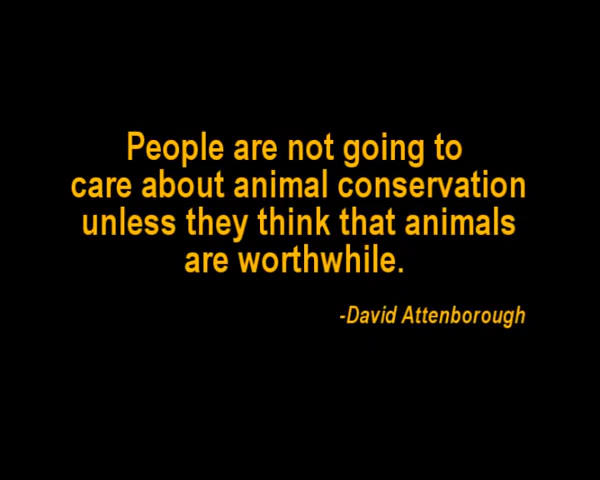 People are not going to
care about animal conservation
unless they think that animals
are worthwhile.
-David Attenborough